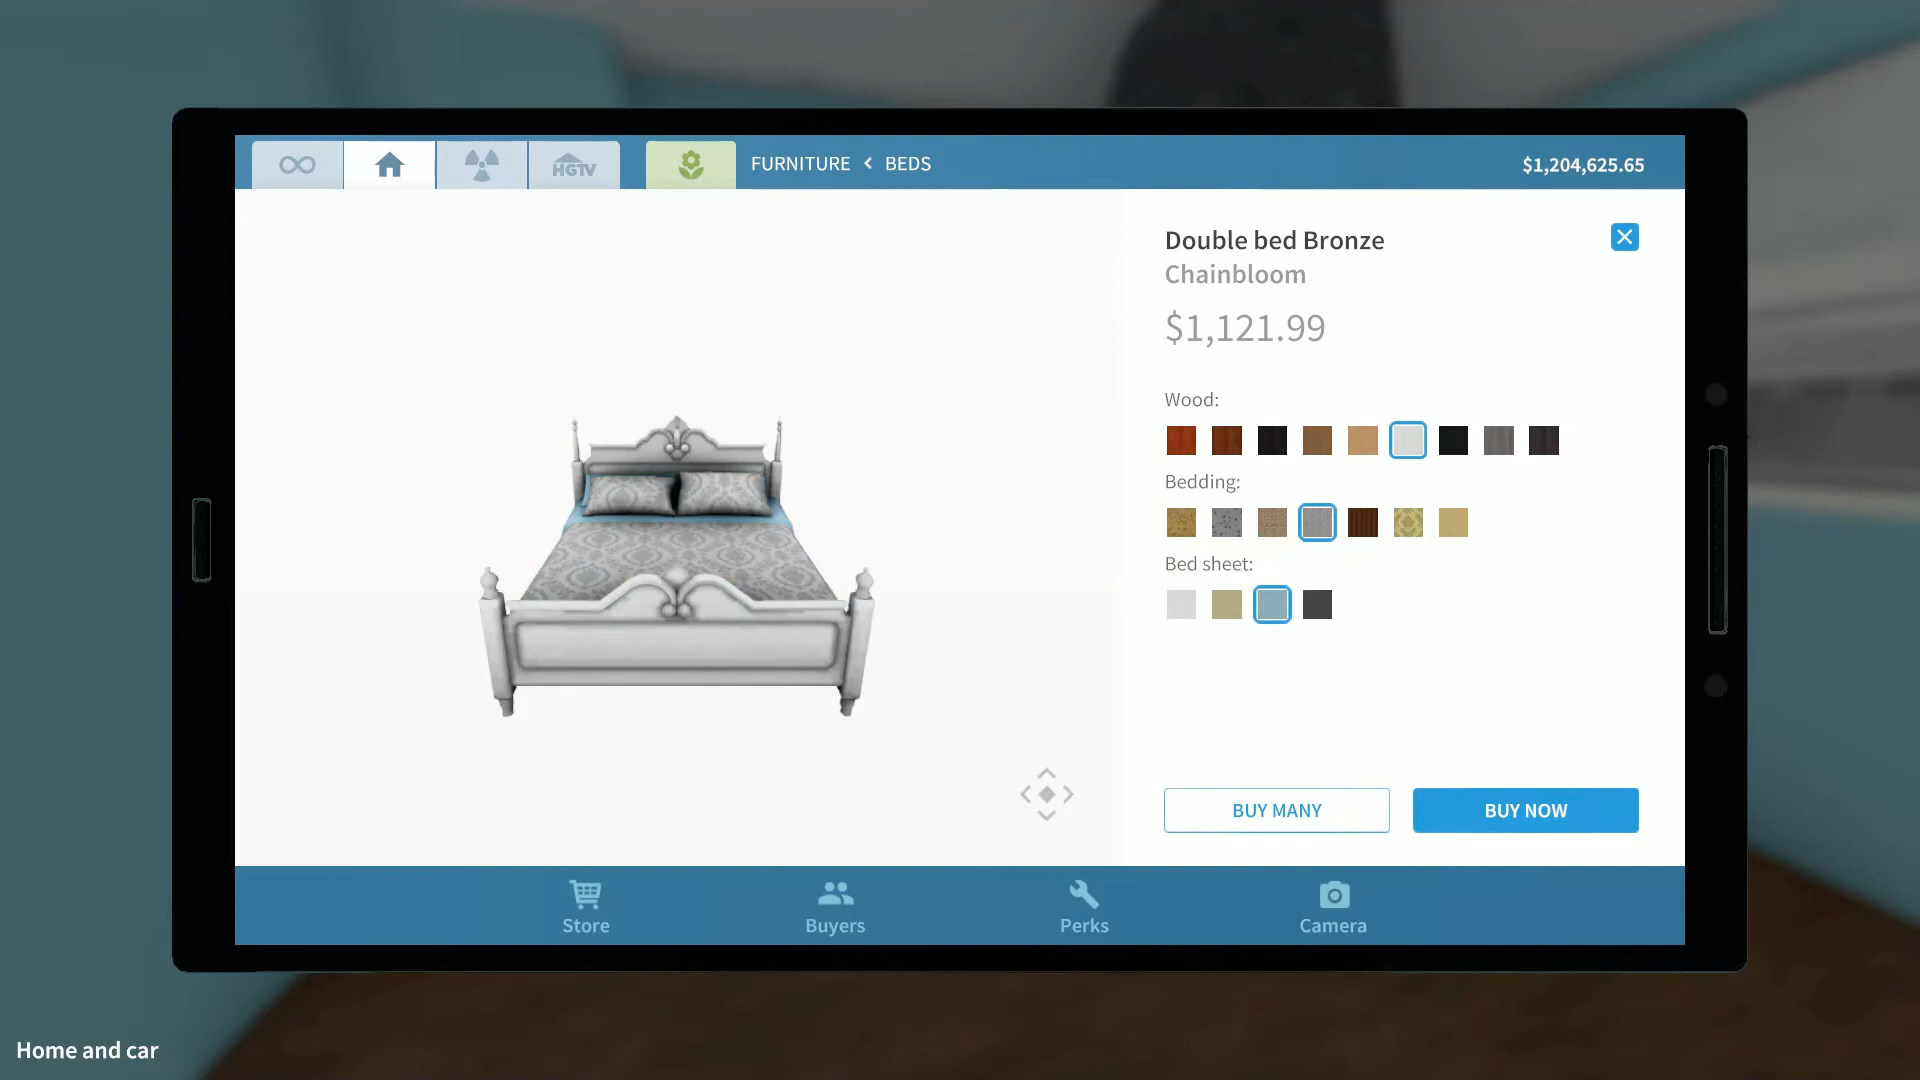 HGTV
FURNITURE < BEDS
$1,204,625.65
Double bed Bronze
Chainbloom
$1,121.99
Wood:
Bedding:
Bed sheet:
BUY MANY
BUY NOW
Store
Buyers
Perks
Camera
Home and car